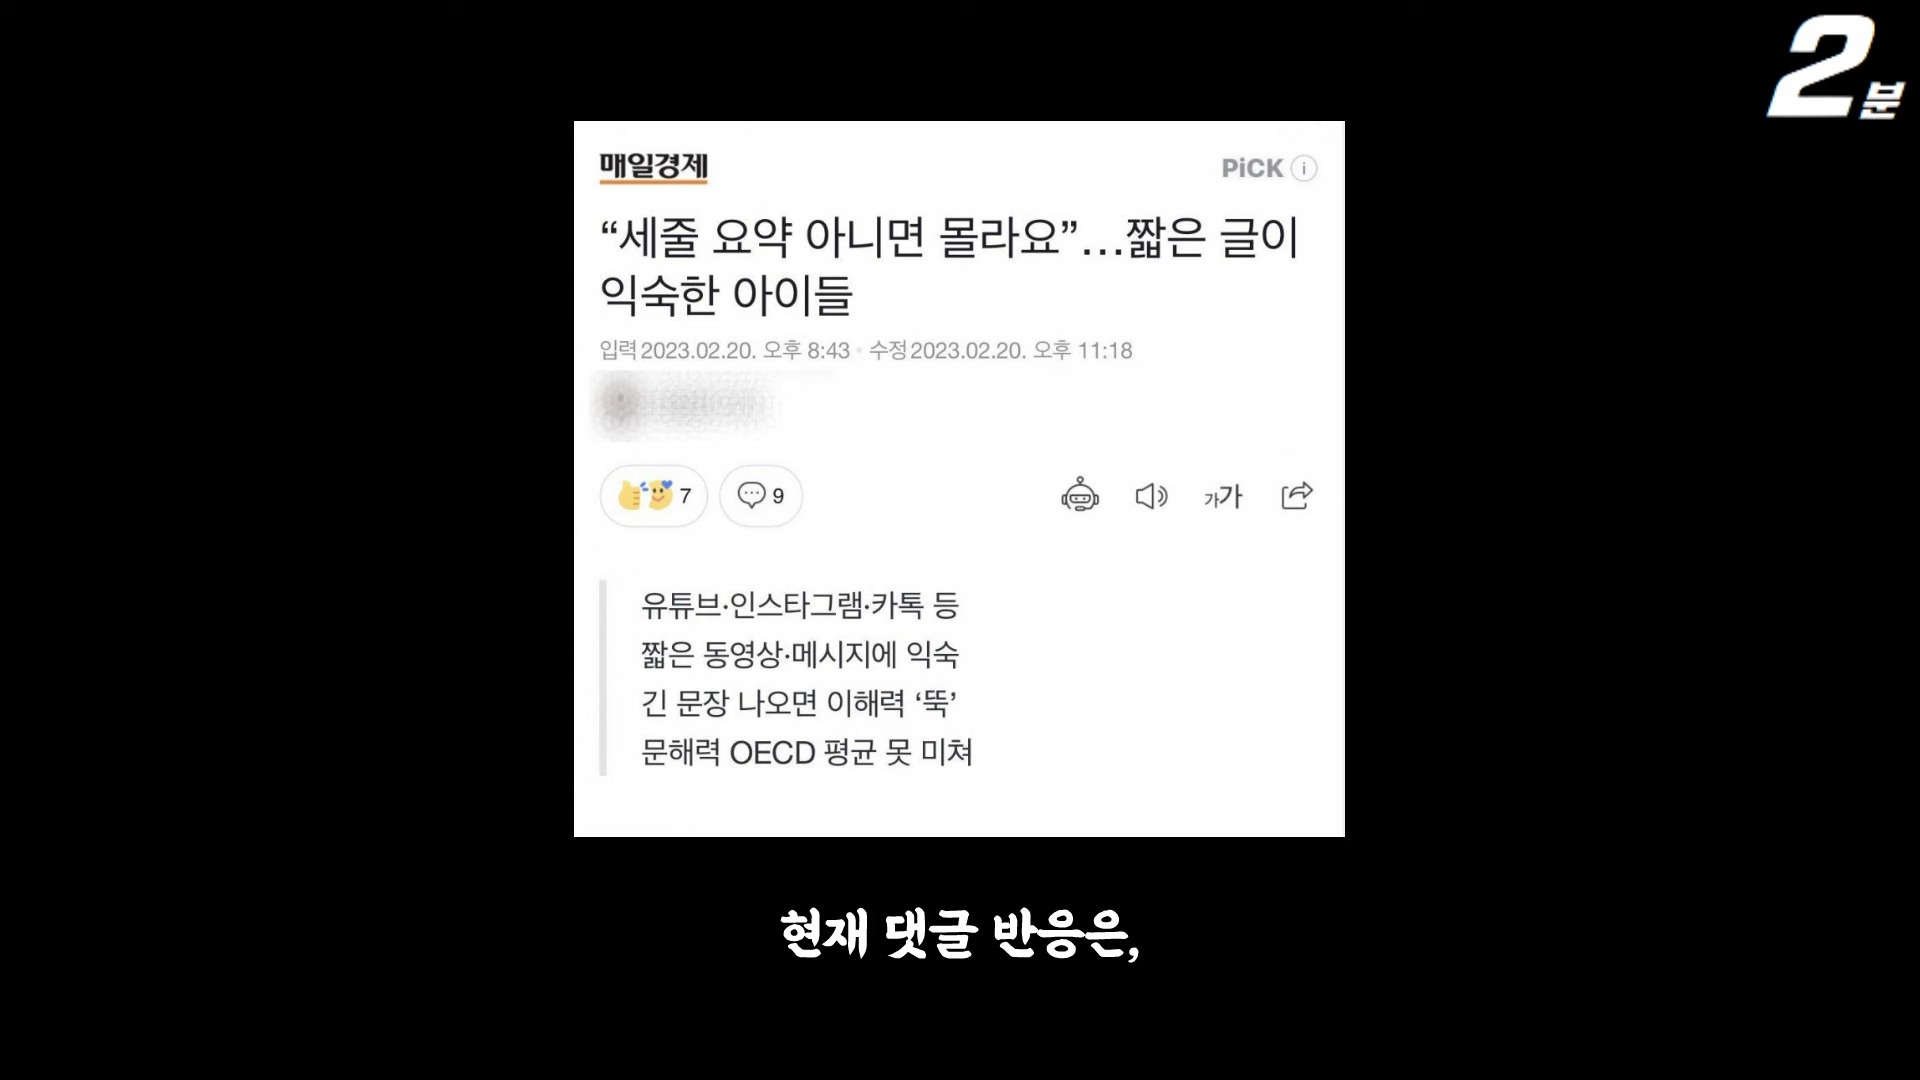 2분
매일경제
PiCK
“세줄 요약 아니면 몰라요”...짧은 글이
익숙한 아이들
입력 2023.02.20. 오후 8:43 · 수정 2023.02.20. 오후 11:18
7
9
가가
유튜브·인스타그램·카톡 등
짧은 동영상·메시지에 익숙
긴 문장 나오면 이해력 ‘뚝’
문해력 OECD 평균 못 미쳐
현재 댓글 반응은,